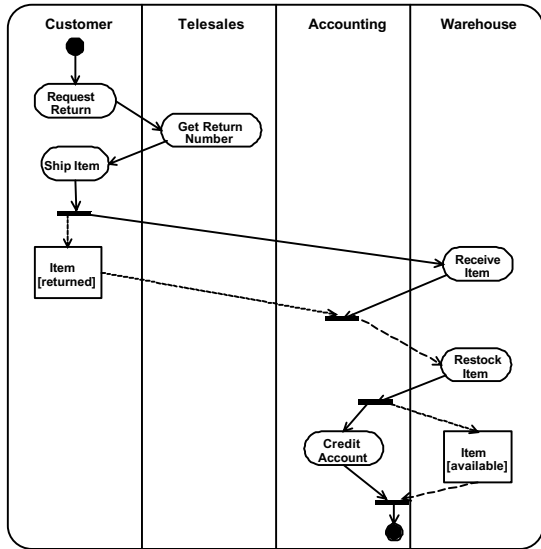 Customer
Telesales
Accounting
Warehouse
Request
Return
Get Return
Number
Ship Item
Item
[returned]
Receive
Item
Restock
Item
Credit
Account
Item
[available]